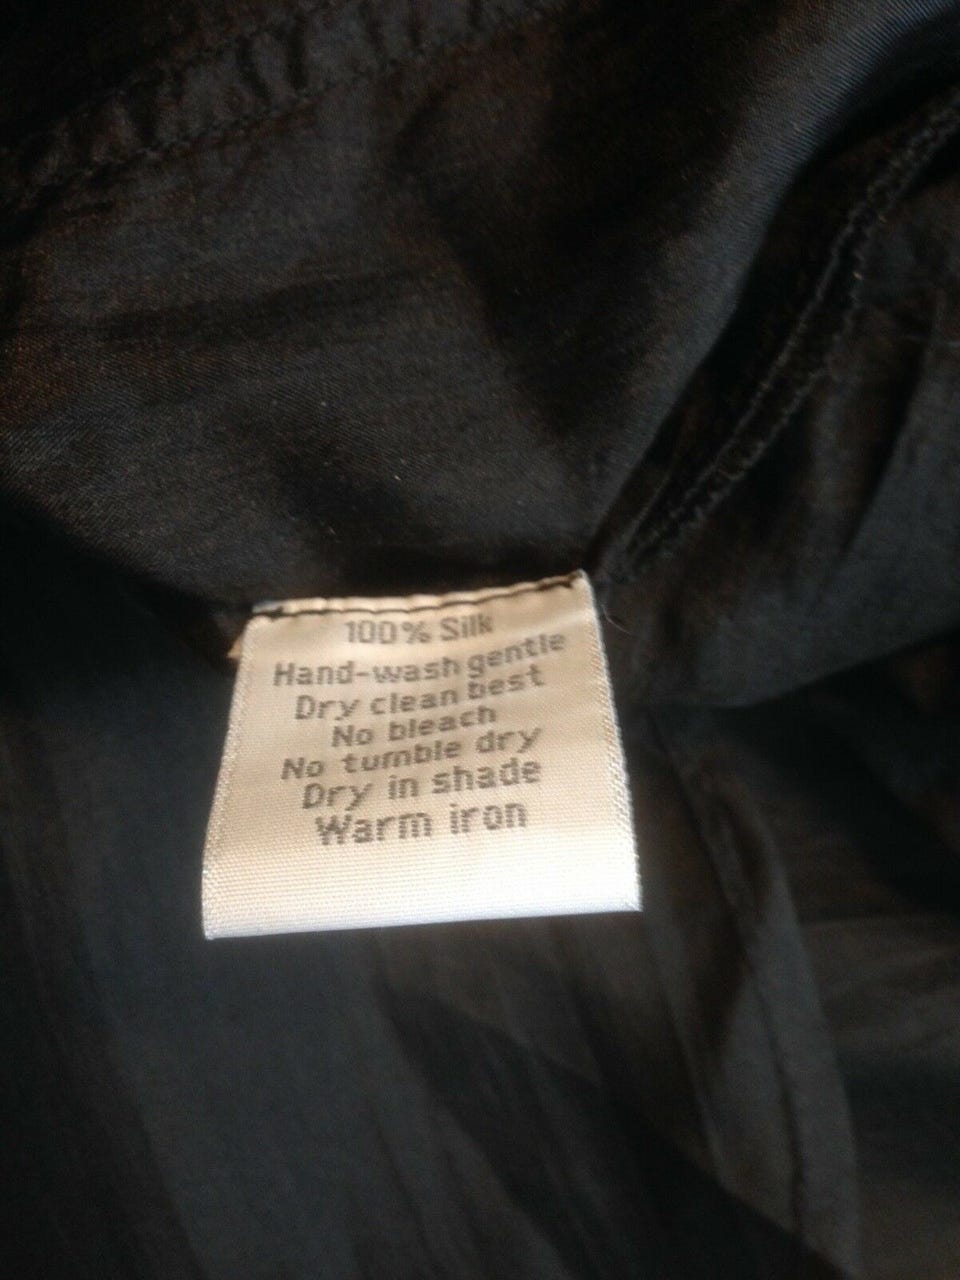 100% Silk
Hand-wash gentle
Dry clean best
No bleach
No tumble dry
Dry in shade
Warm iron